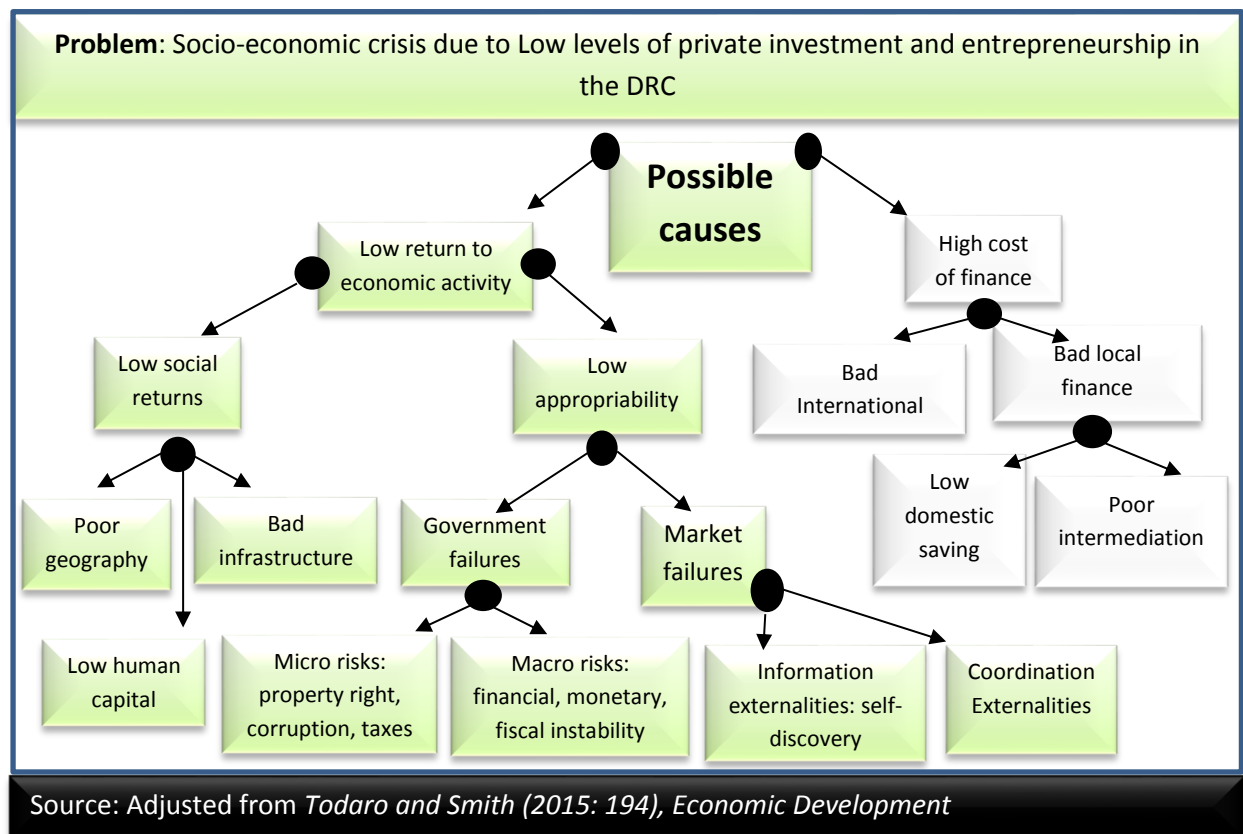 Problem: Socio-economic crisis due to Low levels of private investment and entrepreneurship in
the DRC
Possible
causes
Low return to
economic activity
High cost
of finance
Low social
returns
Low
appropriability
Bad
International
Bad local
finance
Poor
geography
Bad
infrastructure
Government
failures
Market
failures
Low
domestic
saving
Poor
intermediation
Low human
capital
Micro risks:
property right,
corruption, taxes
Macro risks:
financial, monetary,
fiscal instability
Information
externalities: self-
discovery
Coordination
Externalities
Source: Adjusted from Todaro and Smith (2015: 194), Economic Development